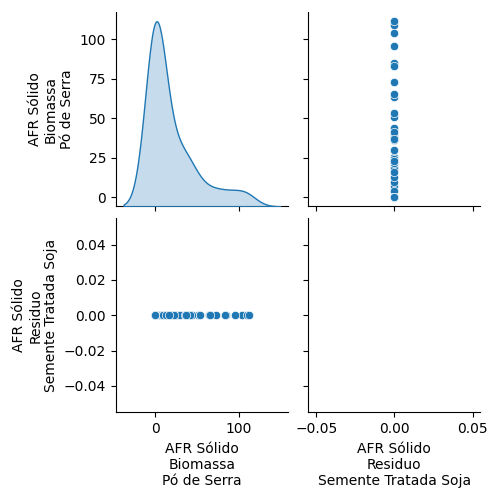 100
75
50
25
0
AFR Sólido
Biomassa
Pó de Serra
0.04
0.02
0.00
−0.02
−0.04
AFR Sólido
Residuo
Semente Tratada Soja
0
100
AFR Sólido
Biomassa
Pó de Serra
−0.05
0.00
0.05
AFR Sólido
Residuo
Semente Tratada Soja